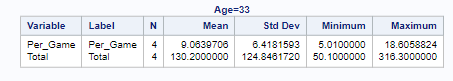 Age=33
Variable Label N Mean Std Dev Minimum Maximum
Per_Game Per_Game 4 9.0639706 6.4181593 5.0100000 18.6058824
Total Total 4 130.2000000 124.8461720 50.1000000 316.3000000